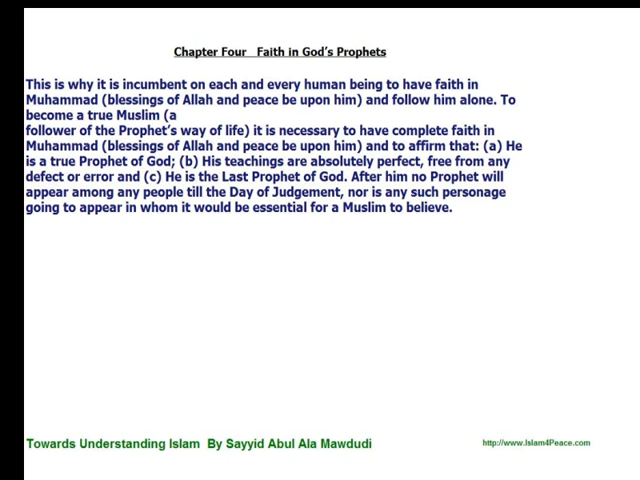 Chapter Four   Faith in God's Prophets
This is why it is incumbent on each and every human being to have faith in
Muhammad (blessings of Allah and peace be upon him) and follow him alone. To
become a true Muslim (a
follower of the Prophet's way of life) it is necessary to have complete faith in
Muhammad (blessings of Allah and peace be upon him) and to affirm that: (a) He
is a true Prophet of God; (b) His teachings are absolutely perfect, free from any
defect or error and (c) He is the Last Prophet of God. After him no Prophet will
appear among any people till the Day of Judgement, nor is any such personage
going to appear in whom it would be essential for a Muslim to believe.
Towards Understanding Islam  By Sayyid Abul Ala Mawdudi
http://www.Islam4Peace.com